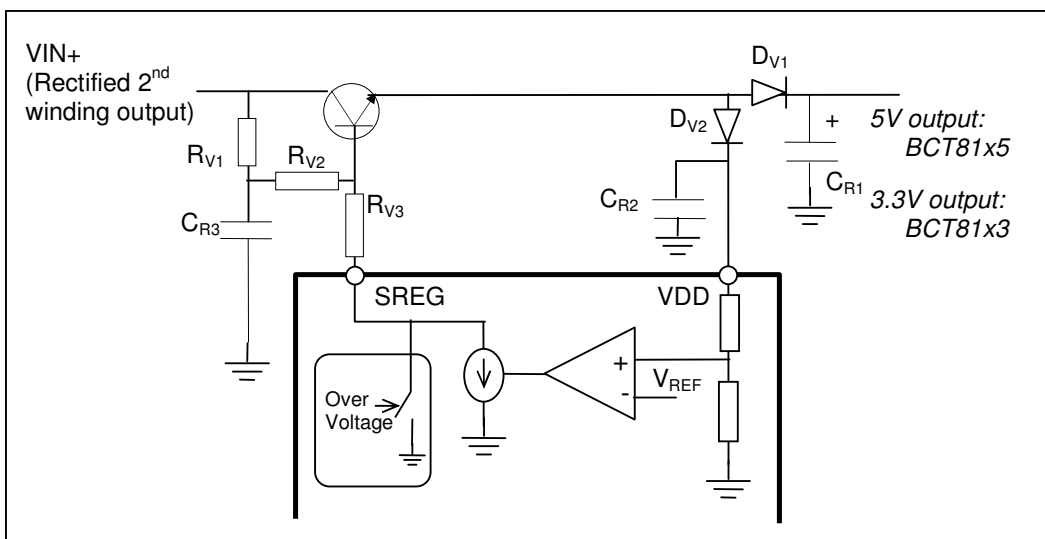 VIN+
(Rectified 2nd
winding output)
DV1
DV2
+
5V output:
BCT81x5
RV1
RV2
CR1
RV3
CR2
3.3V output:
BCT81x3
CR3
SREG
VDD
+
VREF
-
Over
Voltage